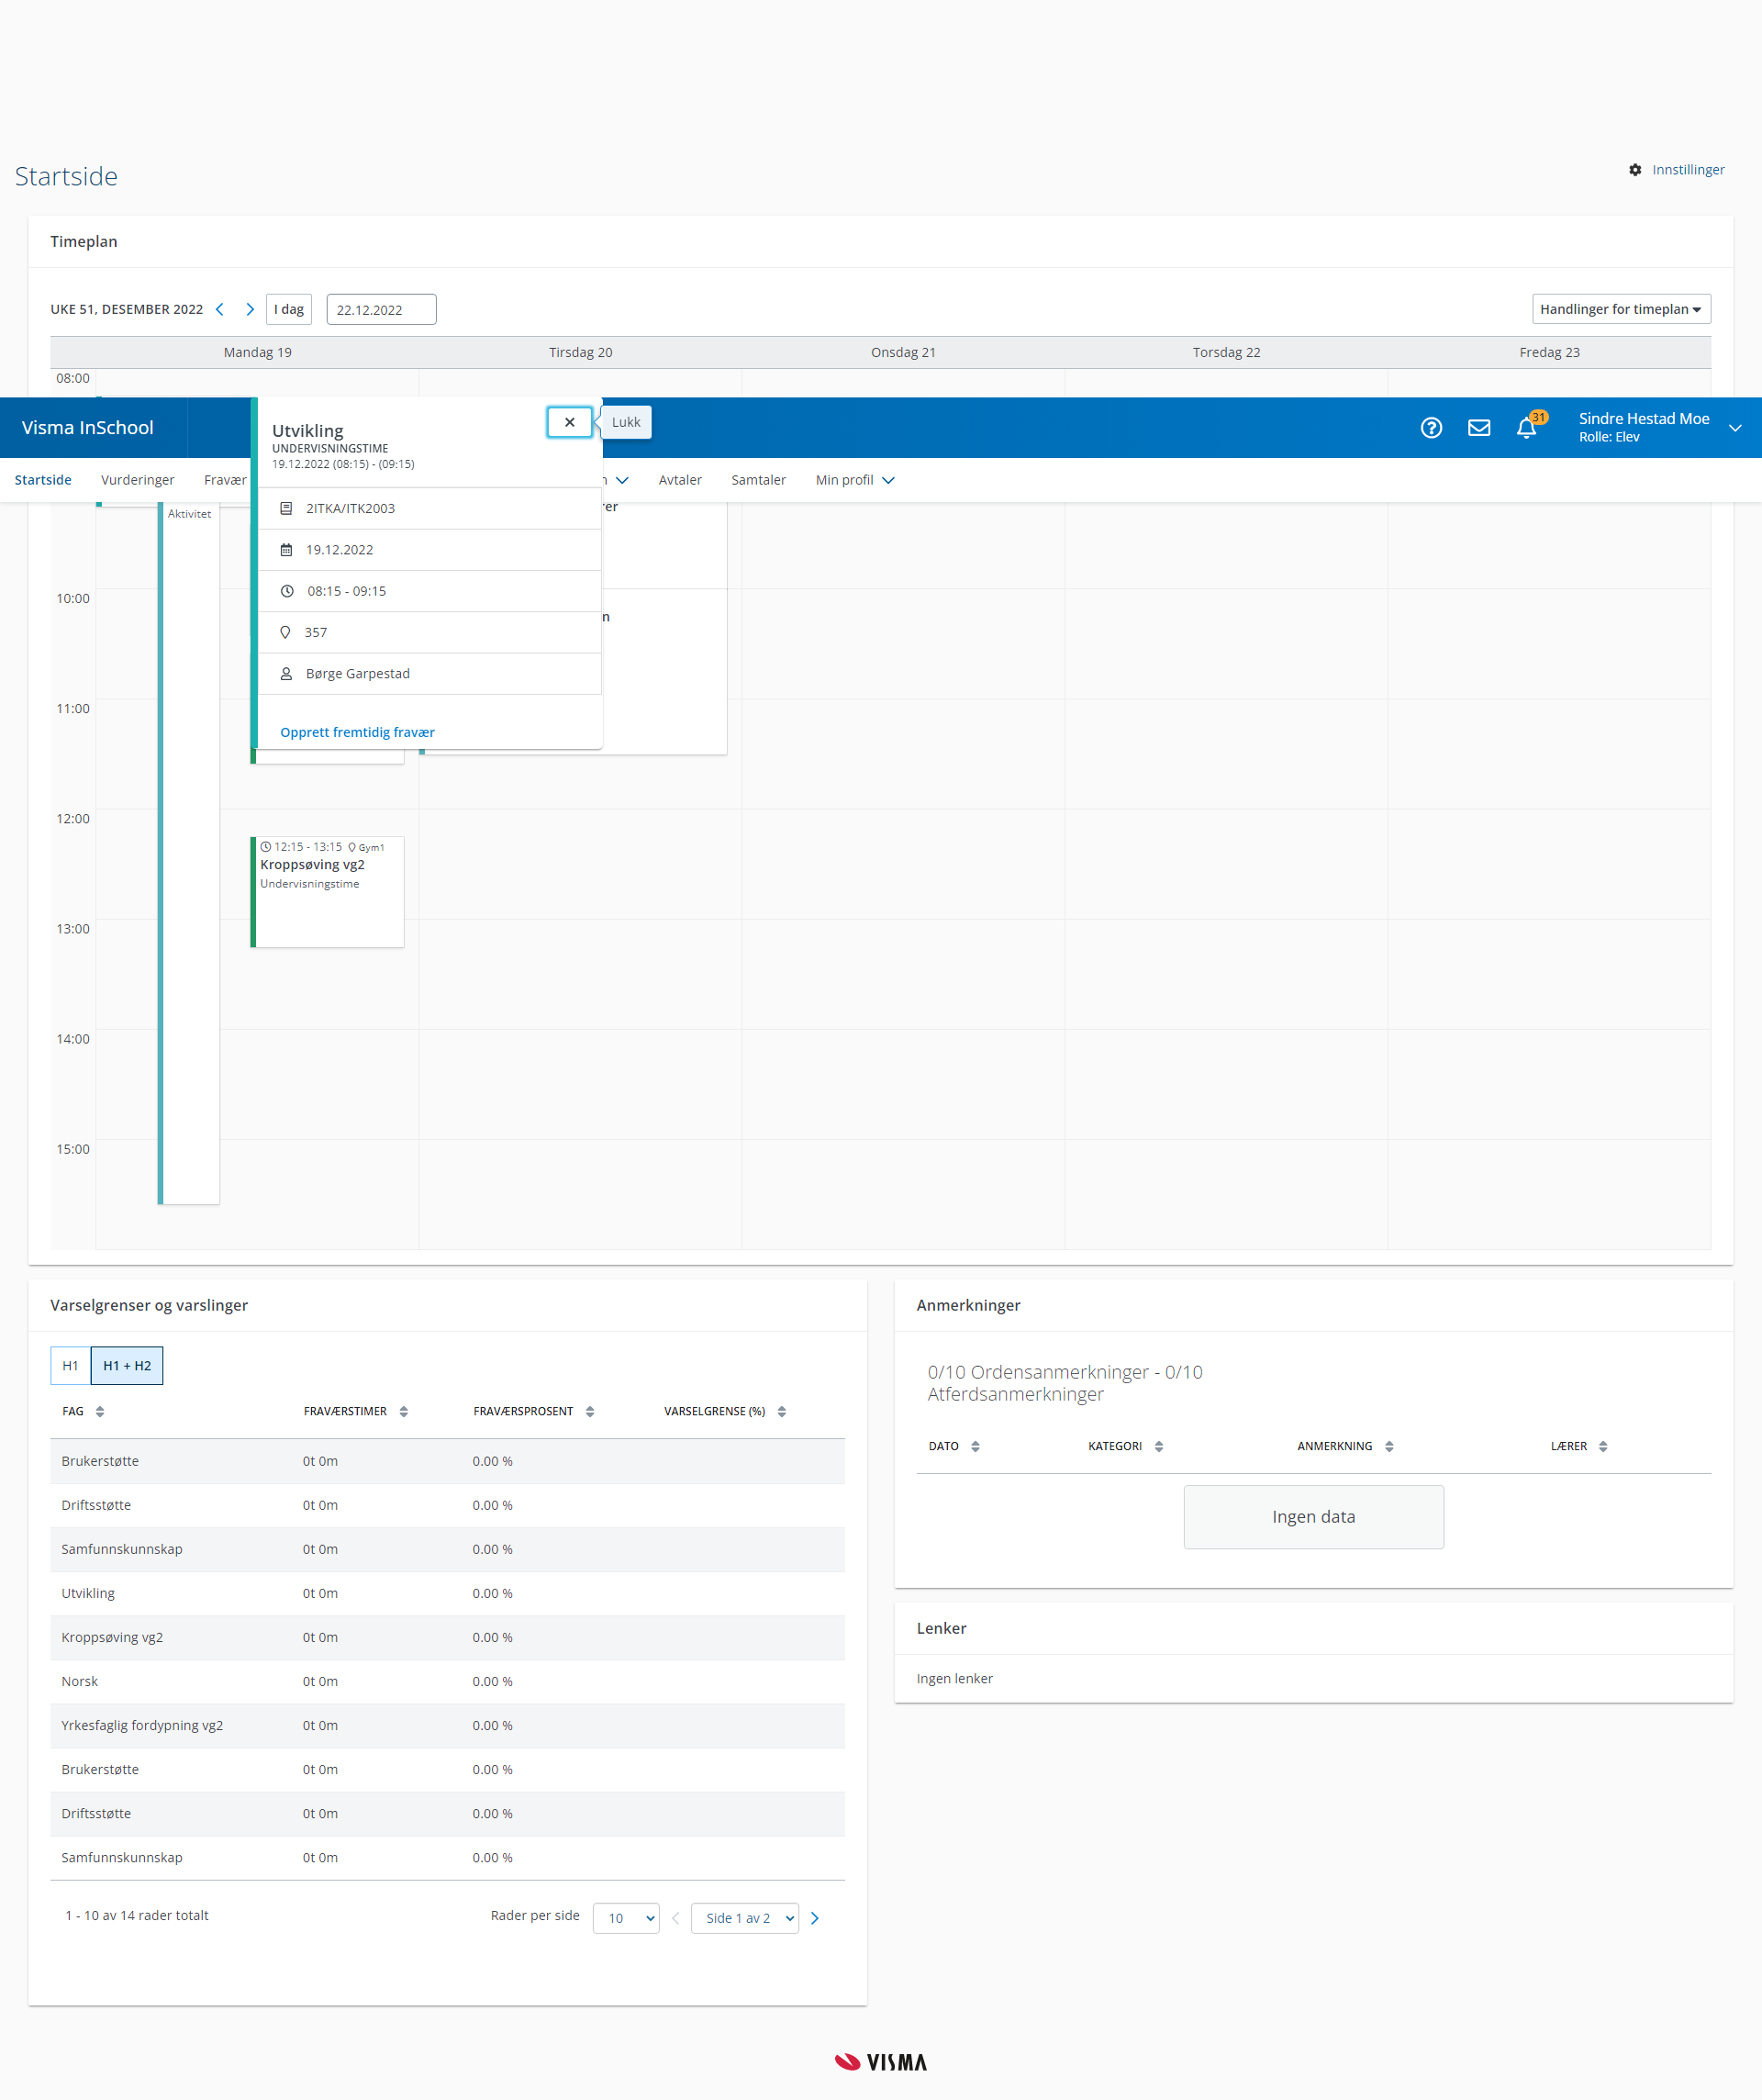 Startside
Innstillinger
Timeplan
UKE 51, DESEMBER 2022
I dag
22.12.2022
Handlinger for timeplan
Mandag 19
Tirsdag 20
Onsdag 21
Torsdag 22
Fredag 23
08:00
Visma InSchool
Utvikling
UNDERVISNINGSTIME
19.12.2022 (08:15) - (09:15)
Lukk
31
Sindre Hestad Moe
Rolle: Elev
Startside
Vurderinger
Fravær
Avtaler
Samtaler
Min profil
Aktivitet
2ITKA/ITK2003
19.12.2022
08:15 - 09:15
357
Børge Garpestad
Opprett fremtidig fravær
10:00
11:00
12:00
12:15 - 13:15 Gym1
Kroppsøving vg2
Undervisningstime
13:00
14:00
15:00
Varselgrenser og varslinger
H1
H1 + H2
FAG
FRAVÆRSTIMER
FRAVÆRSPROSENT
VARSELGRENSE (%)
Brukerstøtte 0t 0m 0.00 %
Driftsstøtte 0t 0m 0.00 %
Samfunnskunnskap 0t 0m 0.00 %
Utvikling 0t 0m 0.00 %
Kroppsøving vg2 0t 0m 0.00 %
Norsk 0t 0m 0.00 %
Yrkesfaglig fordypning vg2 0t 0m 0.00 %
Brukerstøtte 0t 0m 0.00 %
Driftsstøtte 0t 0m 0.00 %
Samfunnskunnskap 0t 0m 0.00 %
1 - 10 av 14 rader totalt
Rader per side
10
Side 1 av 2
Anmerkninger
0/10 Ordensanmerkninger - 0/10
Atferdsanmerkninger
DATO
KATEGORI
ANMERKNING
LÆRER
Ingen data
Lenker
Ingen lenker
VISMA